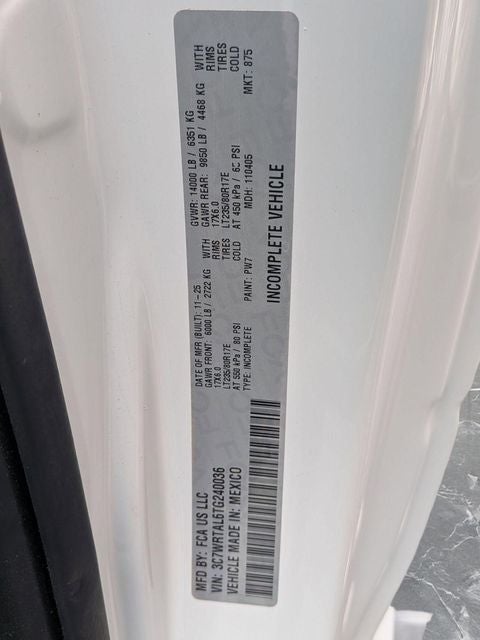 MFD BY: FCA US LLC
VIN: 3C7WRTAL6TG240036
VEHICLE MADE IN: MEXICO
DATE OF MFR (BUILT): 11-25
GAWR FRONT: 6000 LB / 2722 KG WITH
17X6.0 RIMS
LT235/80R17E TIRES
AT 550 kPa / 80 PSI COLD
TYPE: INCOMPLETE PAINT: PW7
GVWR: 14000 LB / 6351 KG
GAWR REAR: 9850 LB / 4468 KG WITH
17X6.0 RIMS
LT235/80R17E TIRES
AT 450 kPa / 65 PSI COLD
MDH: 110405 MKT: 875
INCOMPLETE VEHICLE